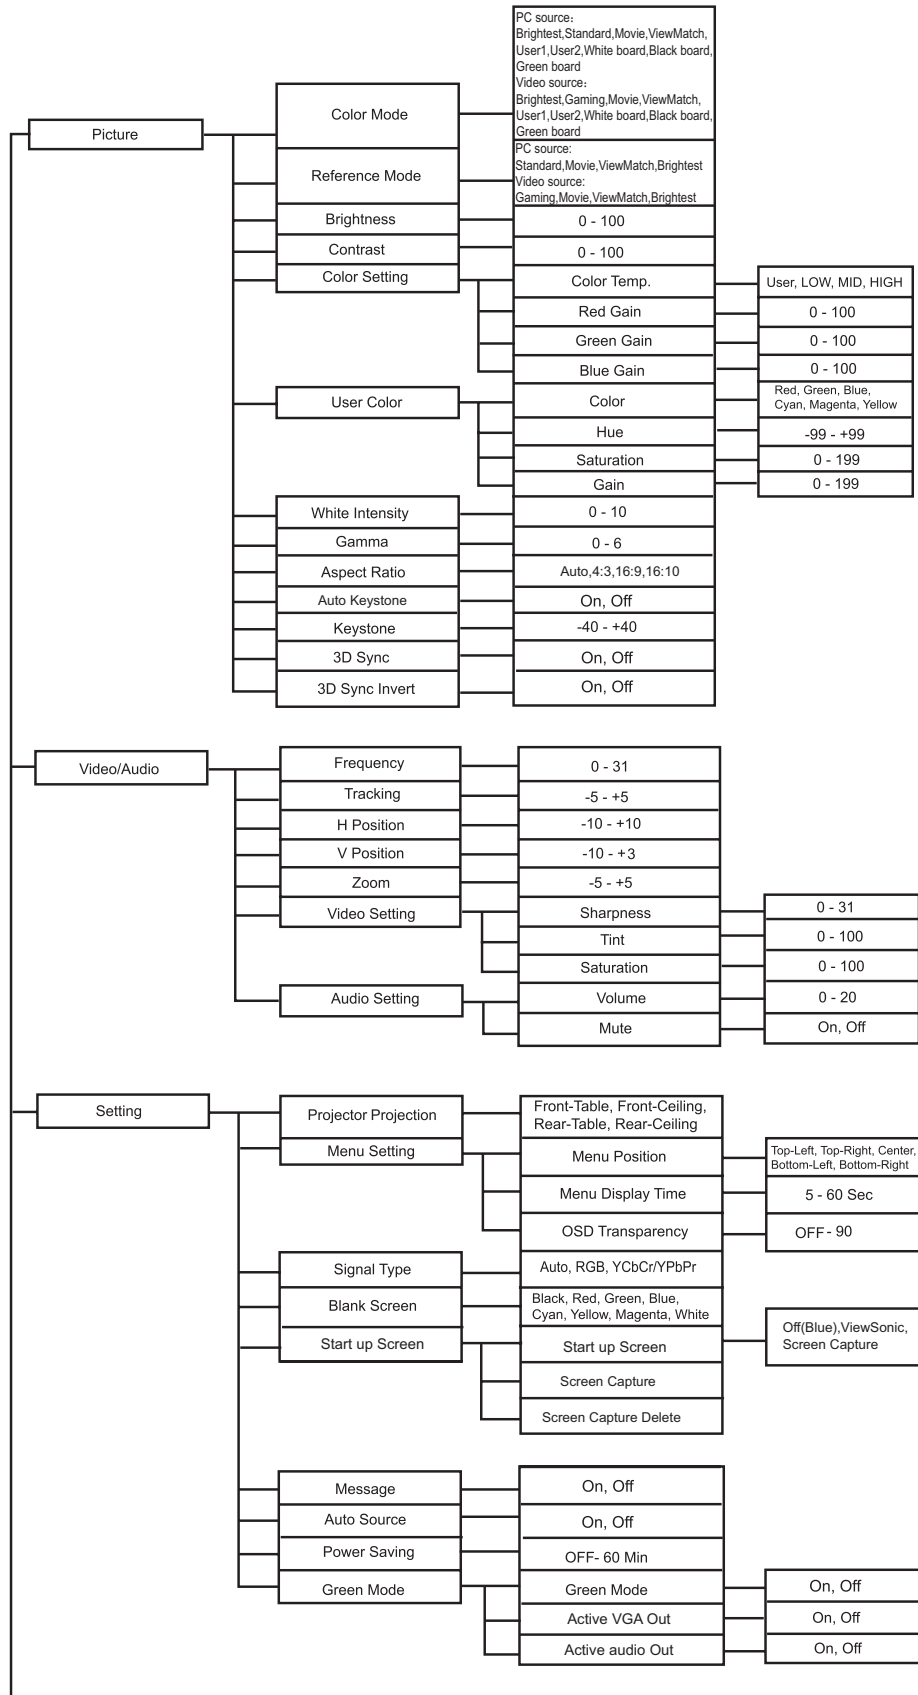 PC source:
Brightest,Standard,Movie,ViewMatch,
User1,User2,White board,Black board,
Green board
Video source:
Brightest,Gaming,Movie,ViewMatch,
User1,User2,White board,Black board,
Green board
Color Mode
Picture
PC source:
Standard,Movie,ViewMatch,Brightest
Video source:
Gaming,Movie,ViewMatch,Brightest
Reference Mode
Brightness
0 - 100
Contrast
0 - 100
Color Setting
Color Temp.
User, LOW, MID, HIGH
Red Gain
0 - 100
Green Gain
0 - 100
Blue Gain
0 - 100
User Color
Color
Red, Green, Blue,
Cyan, Magenta, Yellow
Hue
-99 - +99
Saturation
0 - 199
Gain
0 - 199
White Intensity
0 - 10
Gamma
0 - 6
Aspect Ratio
Auto,4:3,16:9,16:10
Auto Keystone
On, Off
Keystone
-40 - +40
3D Sync
On, Off
3D Sync Invert
On, Off
Video/Audio
Frequency
0 - 31
Tracking
-5 - +5
H Position
-10 - +10
V Position
-10 - +3
Zoom
-5 - +5
Video Setting
Sharpness
0 - 31
Tint
0 - 100
Saturation
0 - 100
Audio Setting
Volume
0 - 20
Mute
On, Off
Setting
Projector Projection
Front-Table, Front-Ceiling,
Rear-Table, Rear-Ceiling
Menu Setting
Menu Position
Top-Left, Top-Right, Center,
Bottom-Left, Bottom-Right
Menu Display Time
5 - 60 Sec
OSD Transparency
OFF - 90
Signal Type
Auto, RGB, YCbCr/YPbPr
Blank Screen
Black, Red, Green, Blue,
Cyan, Yellow, Magenta, White
Start up Screen
Start up Screen
Off(Blue),ViewSonic,
Screen Capture
Screen Capture
Screen Capture Delete
Message
On, Off
Auto Source
On, Off
Power Saving
OFF- 60 Min
Green Mode
Green Mode
On, Off
Active VGA Out
On, Off
Active audio Out
On, Off